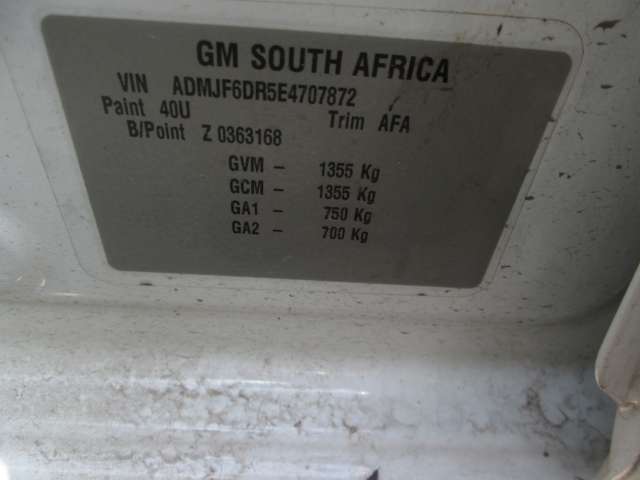 GM SOUTH AFRICA
VIN ADMJF6DR5E4707872
Paint 40U Trim AFA
B/Point Z 0363168
GVM - 1355 Kg
GCM - 1355 Kg
GA1 - 750 Kg
GA2 - 700 Kg